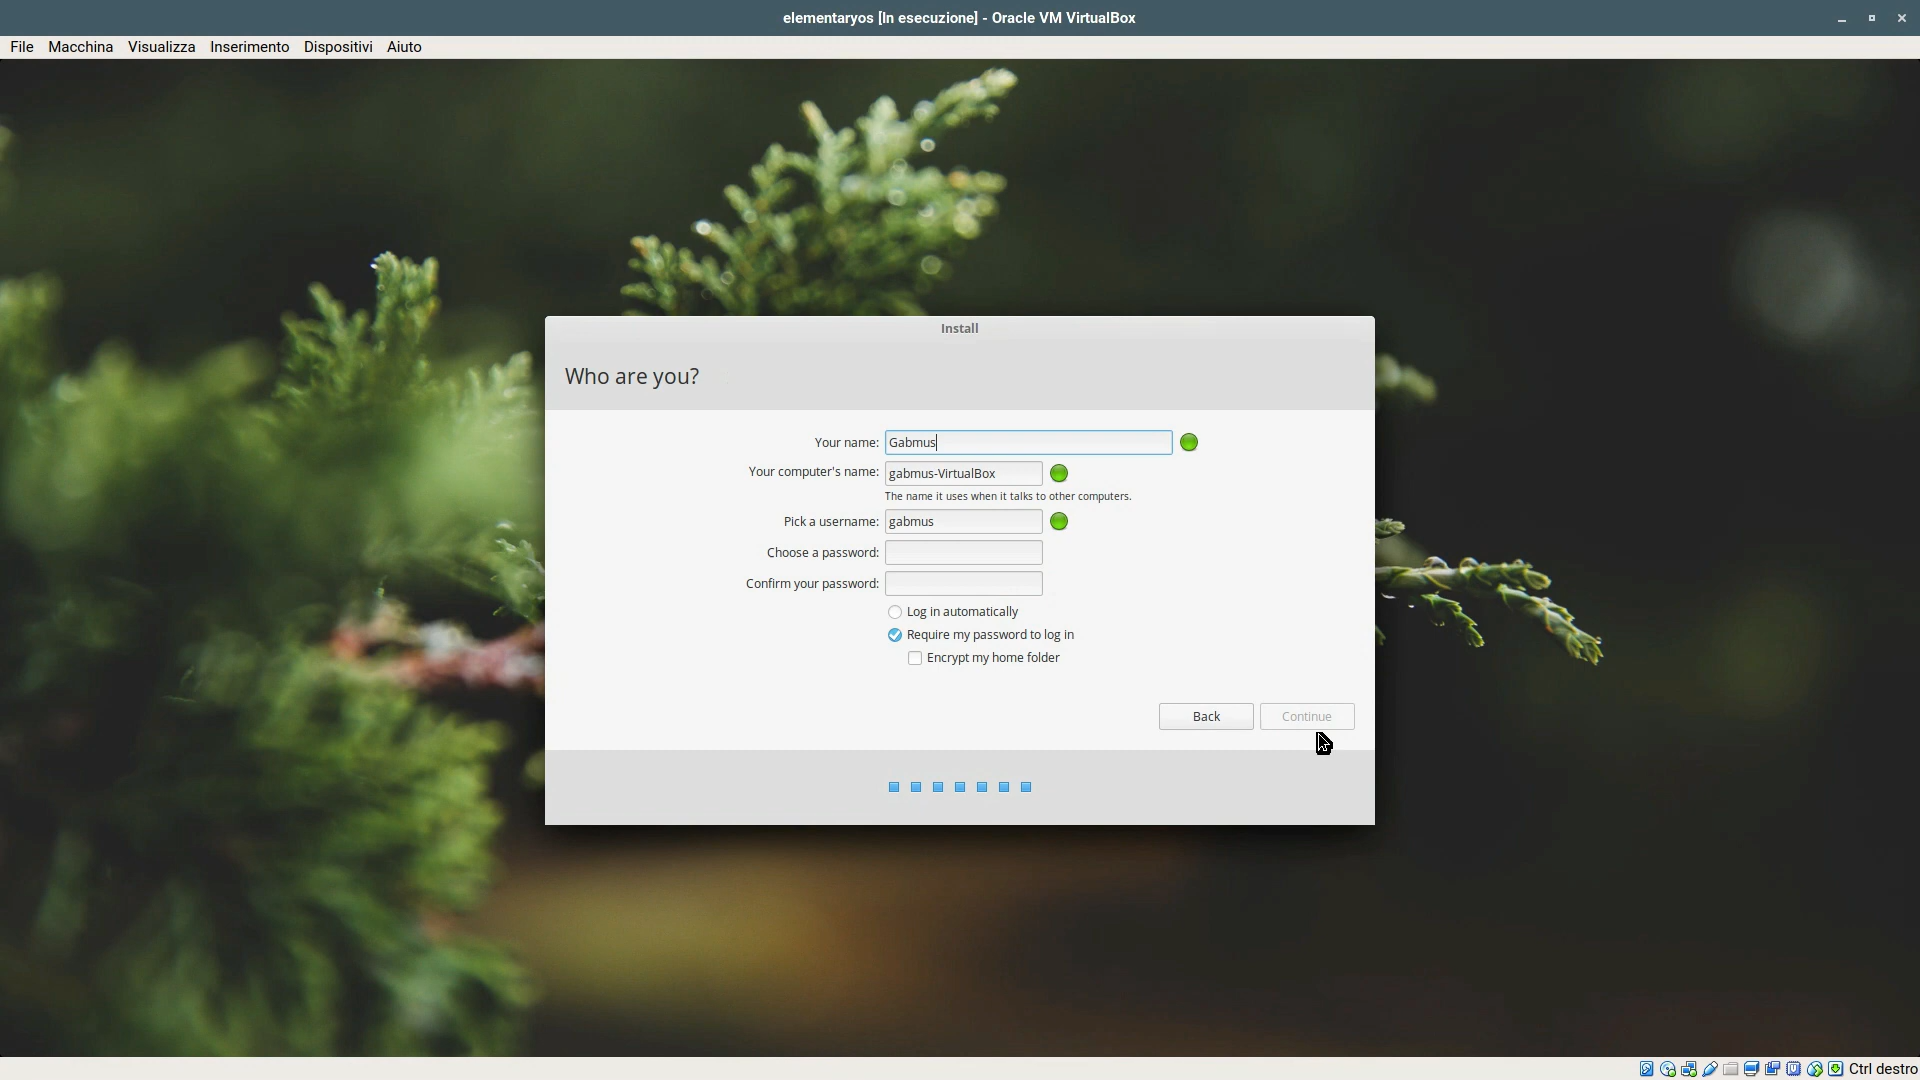 elementaryos [In esecuzione] - Oracle VM VirtualBox
File Macchina Visualizza Inserimento Dispositivi Aiuto
Install
Who are you?
Your name: Gabmus
Your computer's name: gabmus-VirtualBox
The name it uses when it talks to other computers.
Pick a username: gabmus
Choose a password:
Confirm your password:
Log in automatically
Require my password to log in
Encrypt my home folder
Back Continue
Ctrl destro